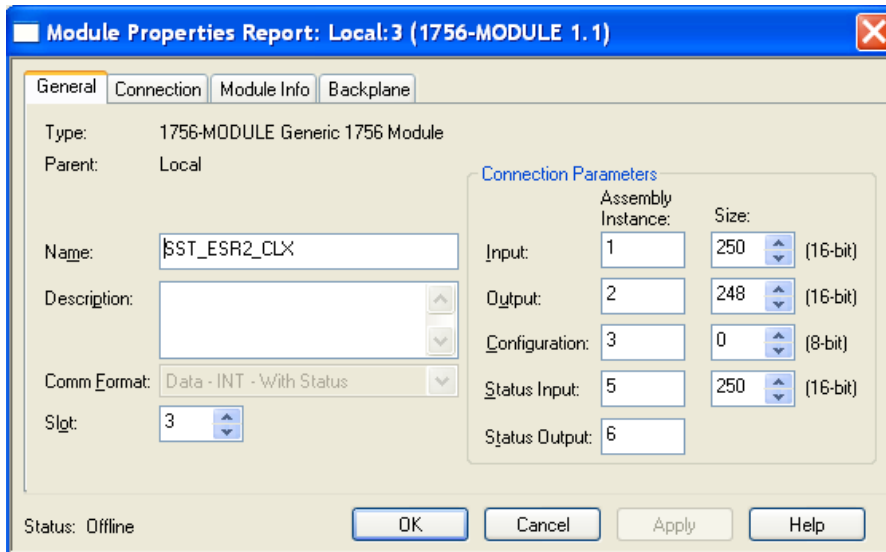 Module Properties Report: Local:3 (1756-MODULE 1.1)
General Connection Module Info Backplane
Type: 1756-MODULE Generic 1756 Module
Parent: Local
Connection Parameters
Assembly Instance: Size:
Name: SST_ESR2_CLX
Input: 1 250 (16-bit)
Description:
Output: 2 248 (16-bit)
Configuration: 3 0 (8-bit)
Comm Format: Data - INT - With Status
Status Input: 5 250 (16-bit)
Slot: 3
Status Output: 6
Status: Offline OK Cancel Apply Help